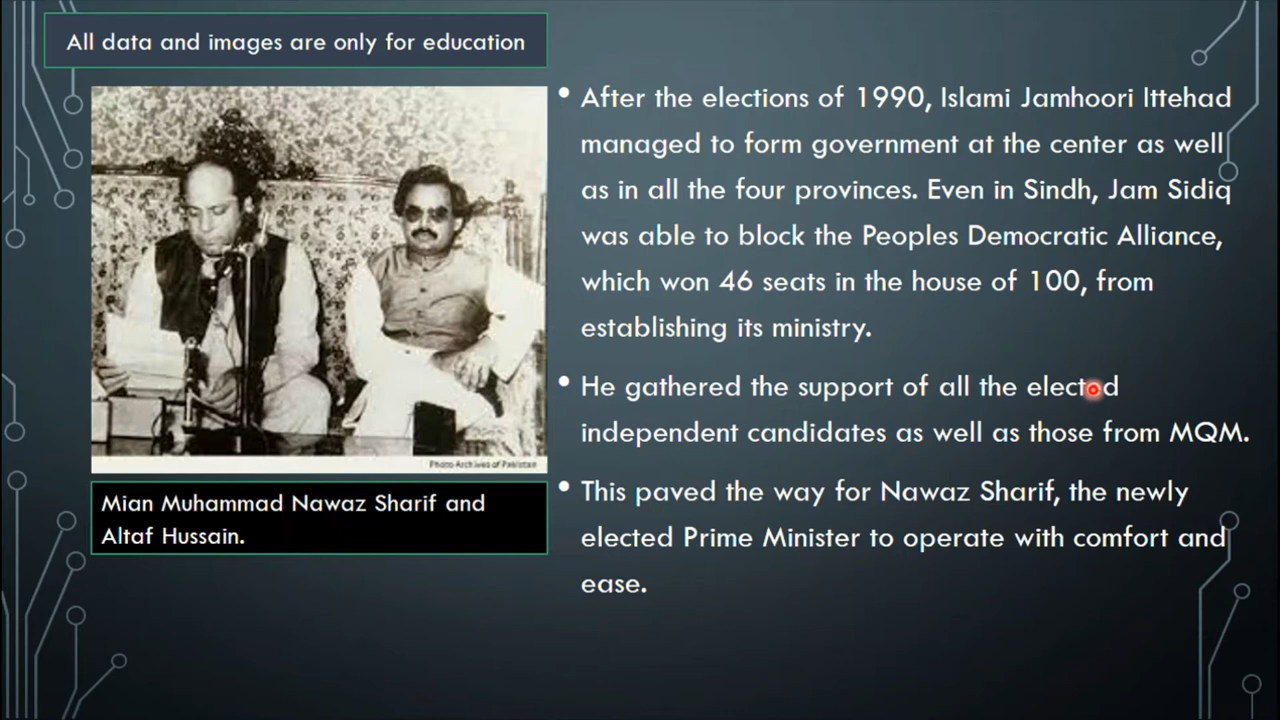 All data and images are only for education
After the elections of 1990, Islami Jamhoori Ittehad
managed to form government at the center as well
as in all the four provinces. Even in Sindh, Jam Sidiq
was able to block the Peoples Democratic Alliance,
which won 46 seats in the house of 100, from
establishing its ministry.
He gathered the support of all the elected
independent candidates as well as those from MQM.
This paved the way for Nawaz Sharif, the newly
elected Prime Minister to operate with comfort and
ease.
Photo Archives of Pakistan
Mian Muhammad Nawaz Sharif and
Altaf Hussain.